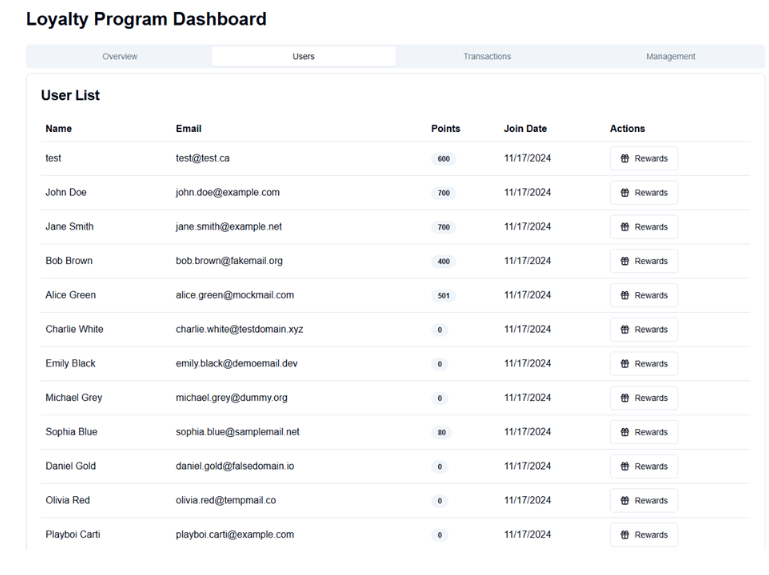 Loyalty Program Dashboard
Overview Users Transactions Management
User List
Name Email Points Join Date Actions
test test@test.ca 600 11/17/2024 Rewards
John Doe john.doe@example.com 700 11/17/2024 Rewards
Jane Smith jane.smith@example.net 700 11/17/2024 Rewards
Bob Brown bob.brown@fakemail.org 400 11/17/2024 Rewards
Alice Green alice.green@mockmail.com 501 11/17/2024 Rewards
Charlie White charlie.white@testdomain.xyz 0 11/17/2024 Rewards
Emily Black emily.black@demoemail.dev 0 11/17/2024 Rewards
Michael Grey michael.grey@dummy.org 0 11/17/2024 Rewards
Sophia Blue sophia.blue@samplemail.net 80 11/17/2024 Rewards
Daniel Gold daniel.gold@falsedomain.io 0 11/17/2024 Rewards
Olivia Red olivia.red@tempmail.co 0 11/17/2024 Rewards
Playboi Carti playboi.carti@example.com 0 11/17/2024 Rewards